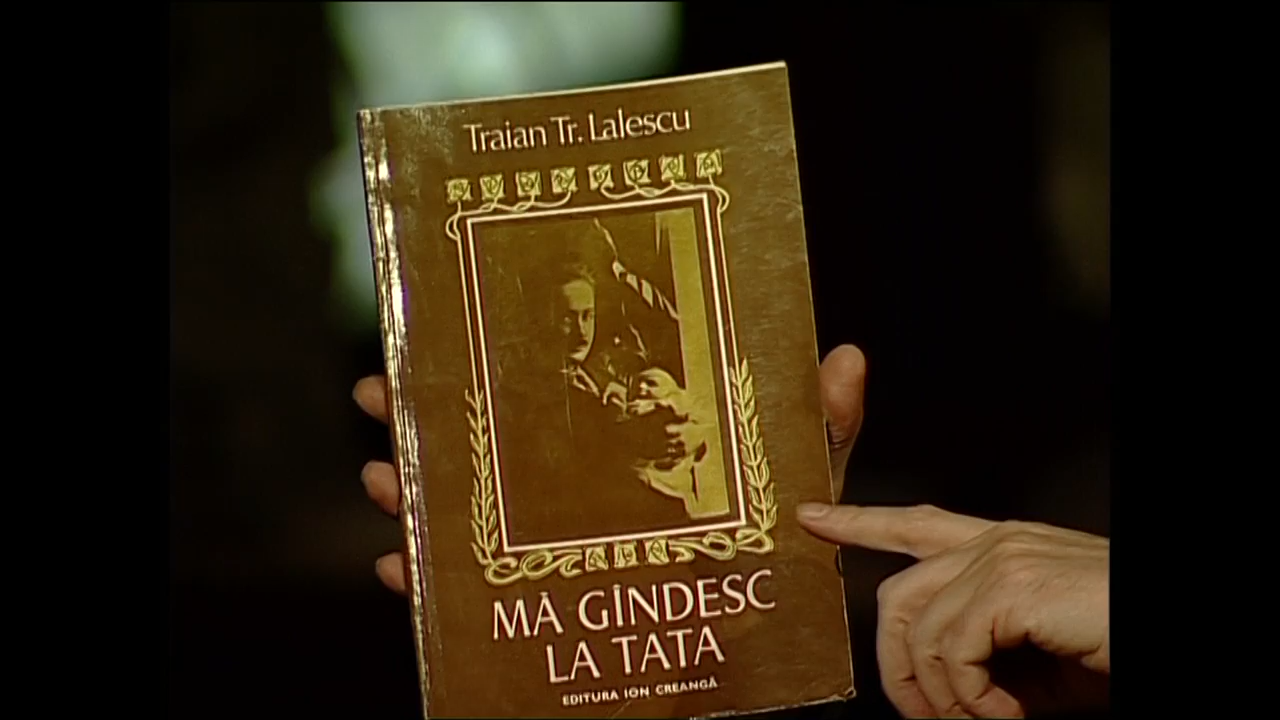 Traian Tr. Lalescu
MĂ GÎNDESC
LA TATA
EDITURA ION CREANGĂ